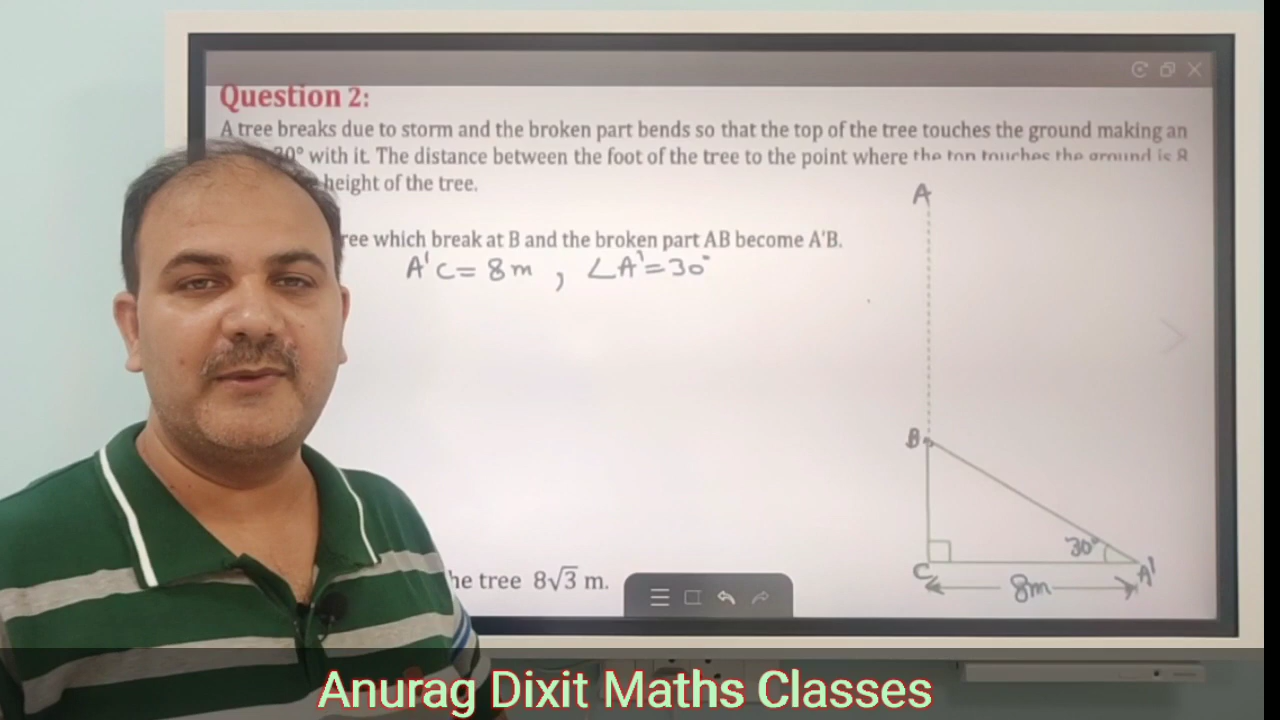 Question 2:
A tree breaks due to storm and the broken part bends so that the top of the tree touches the ground making an
30° with it. The distance between the foot of the tree to the point where the top touches the ground is 8
height of the tree.
ree which break at B and the broken part AB become A'B.
A'C = 8m , ∠A' = 30°
A
B
30°
C
A'
8m
he tree 8√3 m.
Anurag Dixit Maths Classes